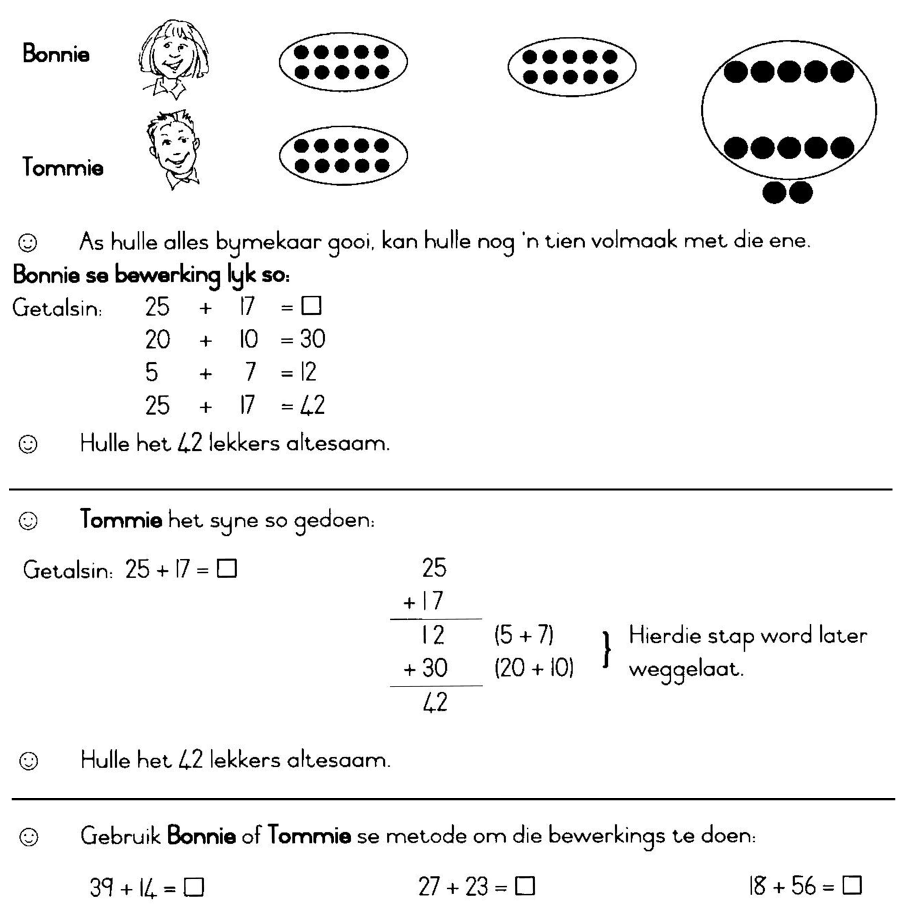 Bonnie
Tommie
☺ As hulle alles bymekaar gooi, kan hulle nog 'n tien volmaak met die ene.
Bonnie se bewerking lyk so:
Getalsin: 25 + 17 = □
20 + 10 = 30
5 + 7 = 12
25 + 17 = 42
☺ Hulle het 42 lekkers altesaam.
☺ Tommie het syne so gedoen:
Getalsin: 25 + 17 = □
25
+ 17
12 (5 + 7)
+ 30 (20 + 10)
42
} Hierdie stap word later
weggelaat.
☺ Hulle het 42 lekkers altesaam.
☺ Gebruik Bonnie of Tommie se metode om die bewerkings te doen:
39 + 14 = □ 27 + 23 = □ 18 + 56 = □